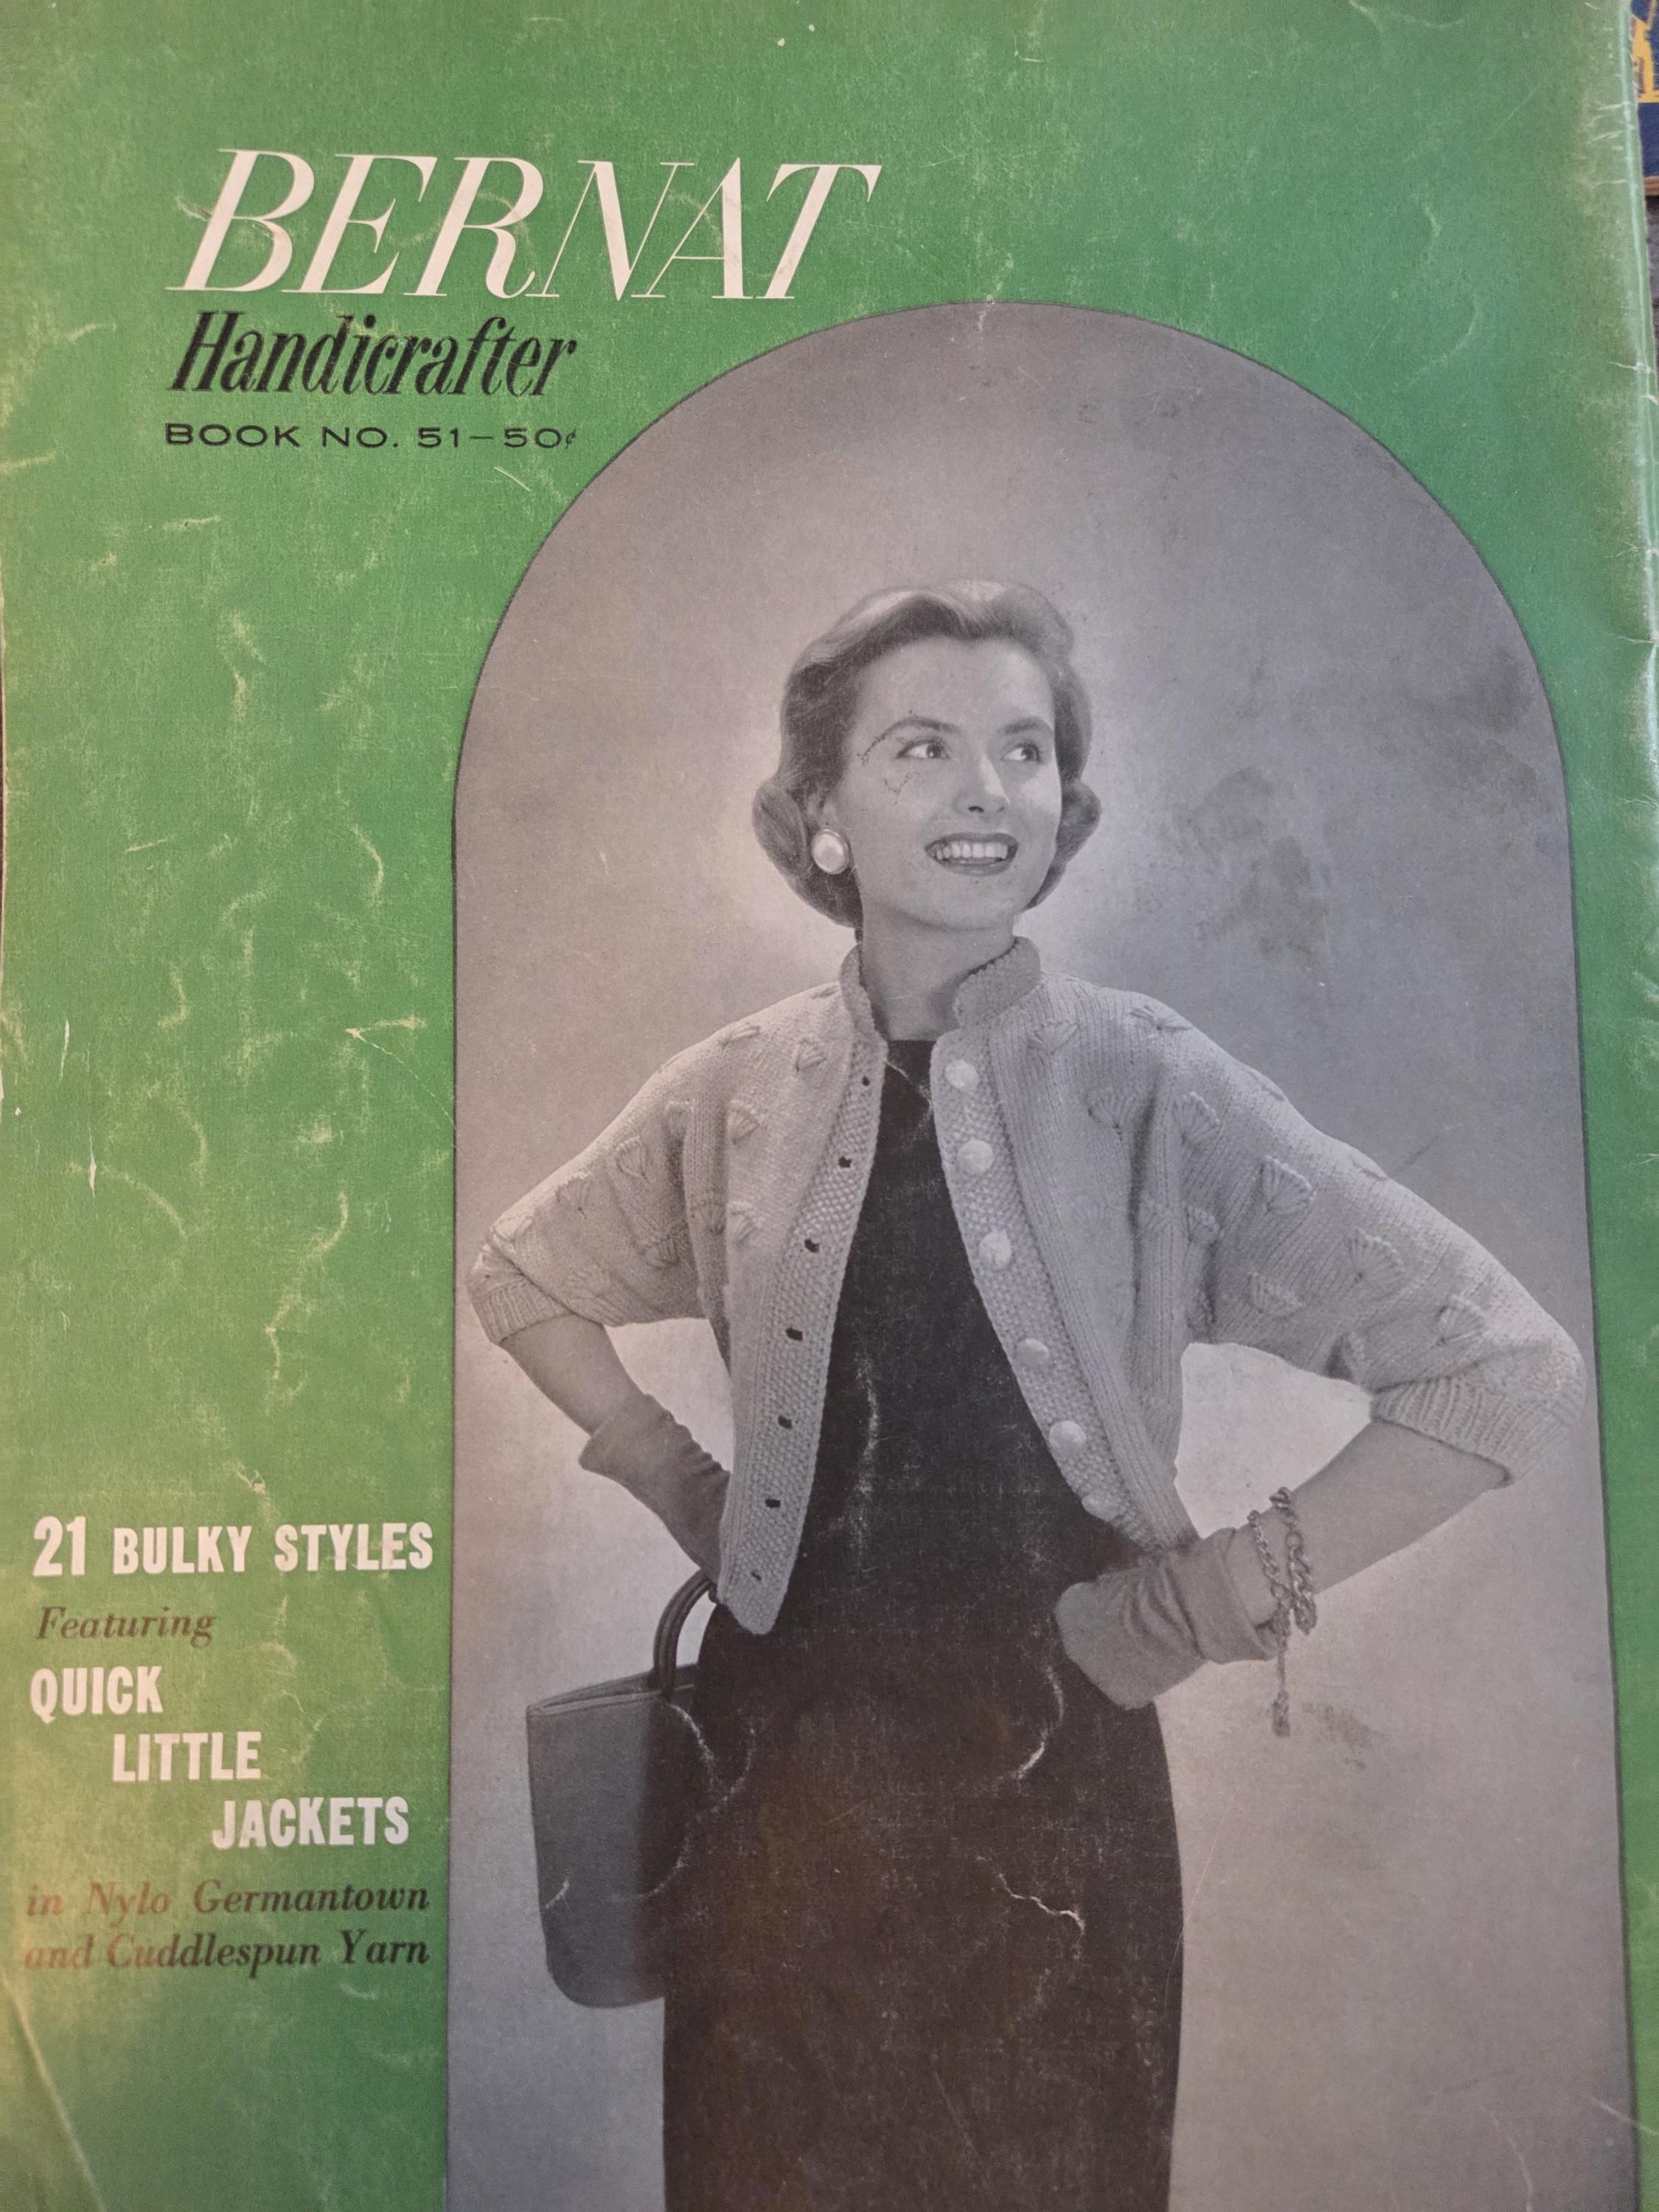 BERNAT
Handicrafter
BOOK NO. 51-50¢
21 BULKY STYLES
Featuring
QUICK
LITTLE
JACKETS
in Nylo Germantown
and Cuddlespun Yarn